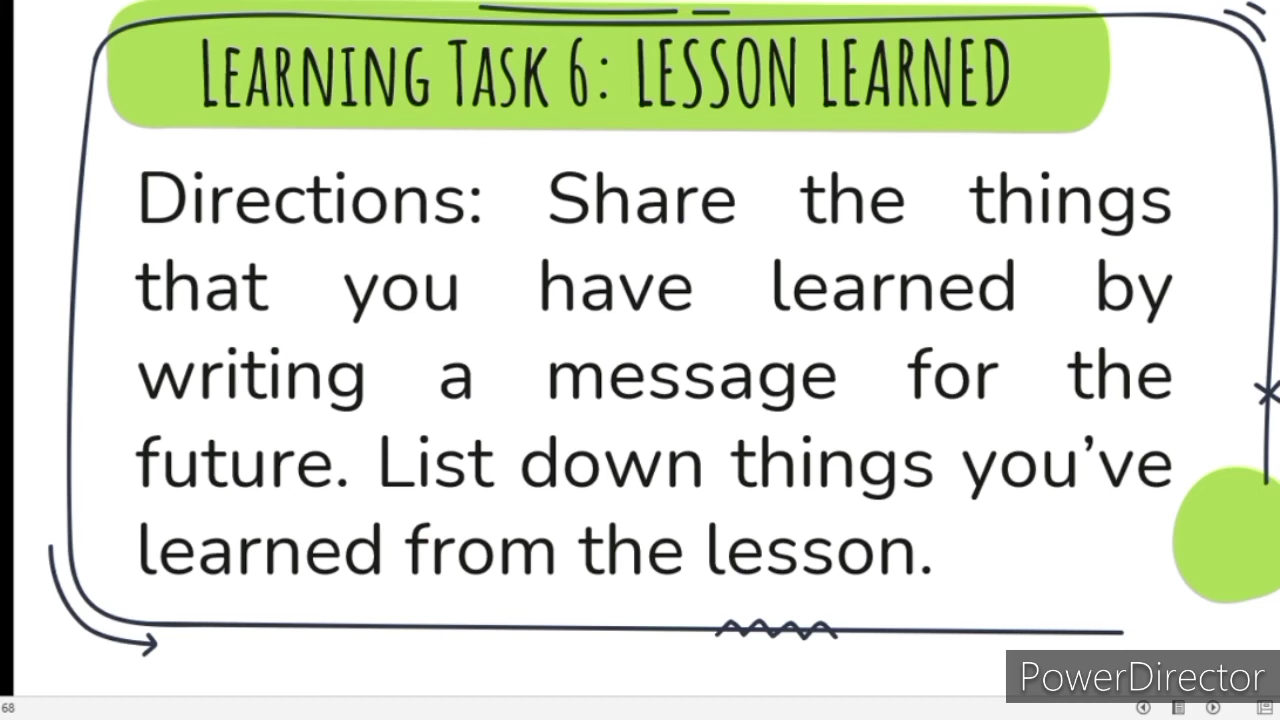 LEARNING TASK 6: LESSON LEARNED
Directions: Share the things
that you have learned by
writing a message for the
future. List down things you’ve
learned from the lesson.
PowerDirector
68